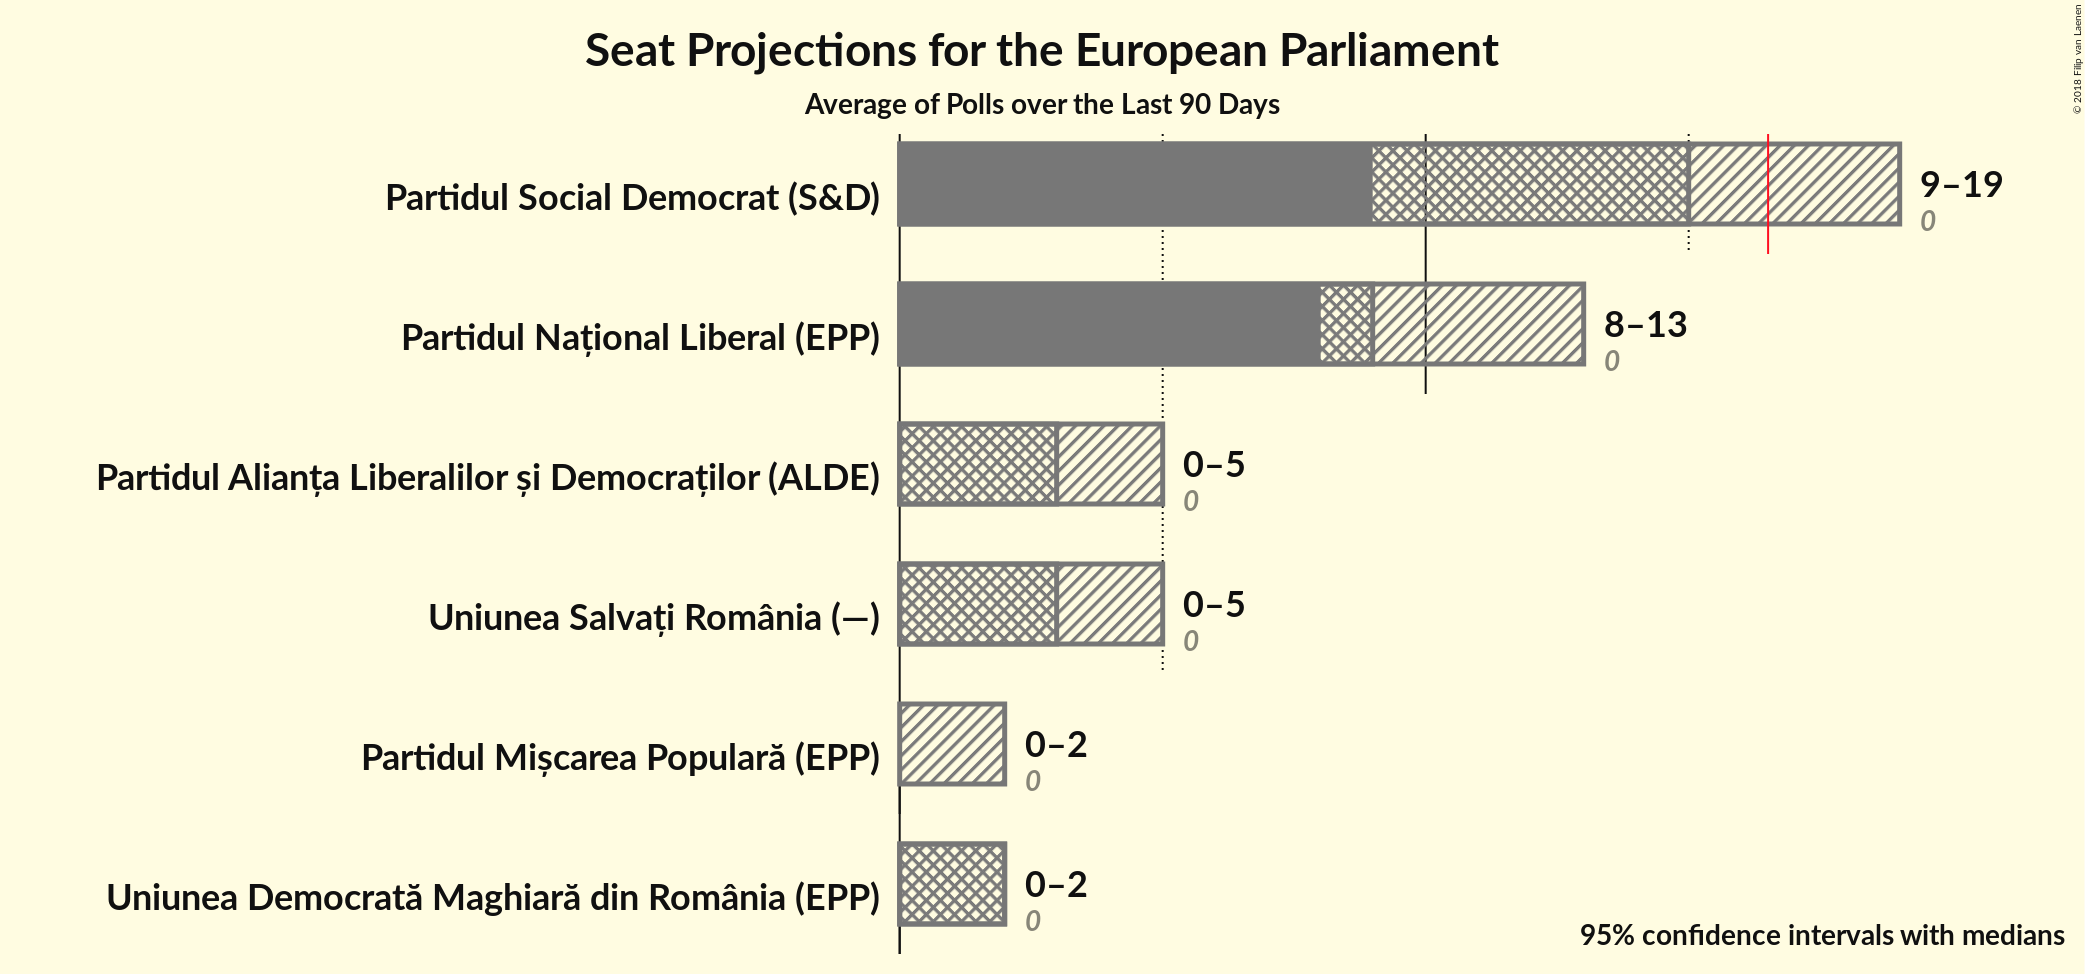 Seat Projections for the European Parliament
Average of Polls over the Last 90 Days
© 2018 Filip van Laenen
Partidul Social Democrat (S&D)
9–19
0
Partidul Național Liberal (EPP)
8–13
0
Partidul Alianța Liberalilor și Democraților (ALDE)
0–5
0
Uniunea Salvați România (—)
0–5
0
Partidul Mișcarea Populară (EPP)
0–2
0
Uniunea Democrată Maghiară din România (EPP)
0–2
0
95% confidence intervals with medians